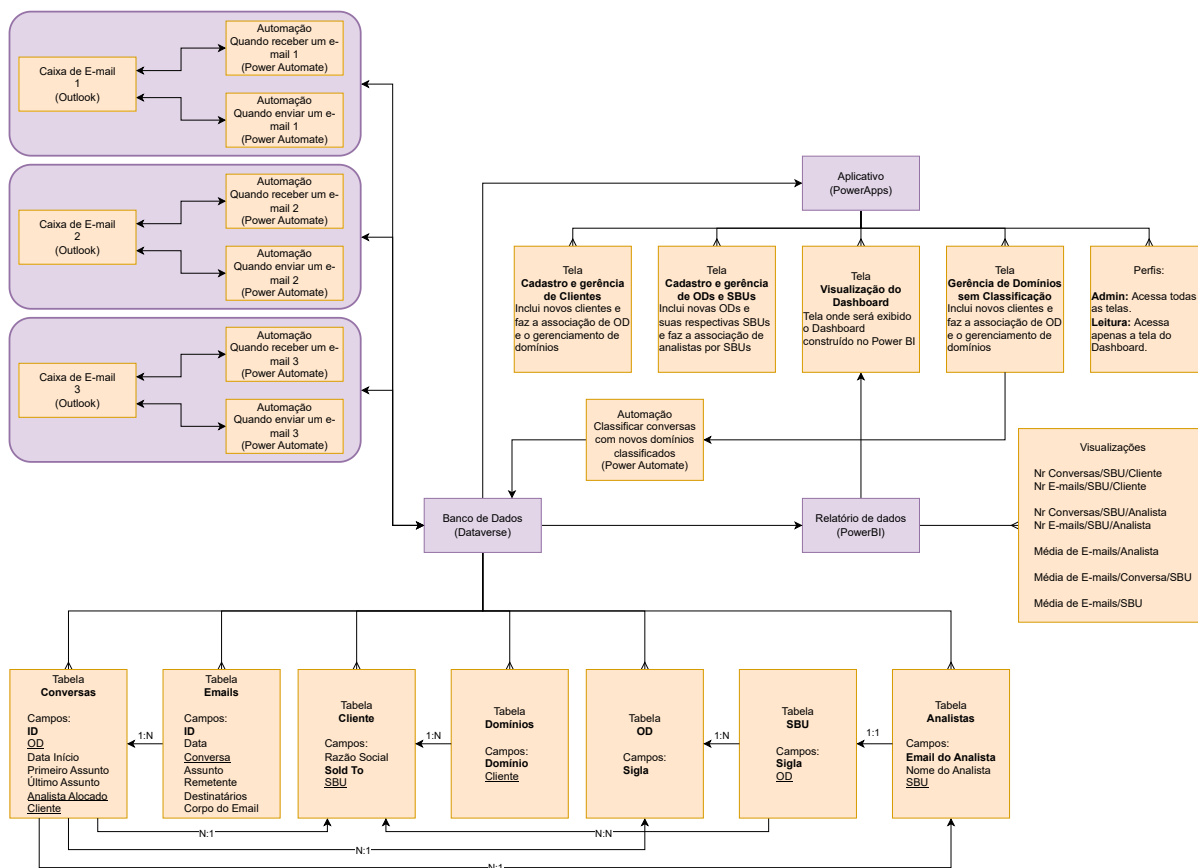 Caixa de E-mail
1
(Outlook)
Automação
Quando receber um e-
mail 1
(Power Automate)
Automação
Quando enviar um e-
mail 1
(Power Automate)
Caixa de E-mail
2
(Outlook)
Automação
Quando receber um e-
mail 2
(Power Automate)
Automação
Quando enviar um e-
mail 2
(Power Automate)
Caixa de E-mail
3
(Outlook)
Automação
Quando receber um e-
mail 3
(Power Automate)
Automação
Quando enviar um e-
mail 3
(Power Automate)
Aplicativo
(PowerApps)
Tela
Cadastro e gerência
de Clientes
Inclui novos clientes e
faz a associação de OD
e o gerenciamento de
domínios
Tela
Cadastro e gerência
de ODs e SBUs
Inclui novas ODs e
suas respectivas SBUs
e faz a associação de
analistas por SBUs
Tela
Visualização do
Dashboard
Tela onde será exibido
o Dashboard
construído no Power BI
Tela
Gerência de Domínios
sem Classificação
Inclui novos clientes e
faz a associação de OD
e o gerenciamento de
domínios
Perfis:
Admin: Acessa todas
as telas.
Leitura: Acessa
apenas a tela do
Dashboard.
Automação
Classificar conversas
com novos domínios
classificados
(Power Automate)
Banco de Dados
(Dataverse)
Relatório de dados
(PowerBI)
Visualizações
Nr Conversas/SBU/Cliente
Nr E-mails/SBU/Cliente
Nr Conversas/SBU/Analista
Nr E-mails/SBU/Analista
Média de E-mails/Analista
Média de E-mails/Conversa/SBU
Média de E-mails/SBU
Tabela
Conversas
Campos:
ID
OD
Data Início
Primeiro Assunto
Último Assunto
Analista Alocado
Cliente
1:N
Tabela
Emails
Campos:
ID
Data
Conversa
Assunto
Remetente
Destinatários
Corpo do Email
Tabela
Cliente
Campos:
Razão Social
Sold To
SBU
1:N
Tabela
Domínios
Campos:
Domínio
Cliente
Tabela
OD
Campos:
Sigla
1:N
Tabela
SBU
Campos:
Sigla
OD
1:1
Tabela
Analistas
Campos:
Email do Analista
Nome do Analista
SBU
N:1
N:N
N:1
N:1